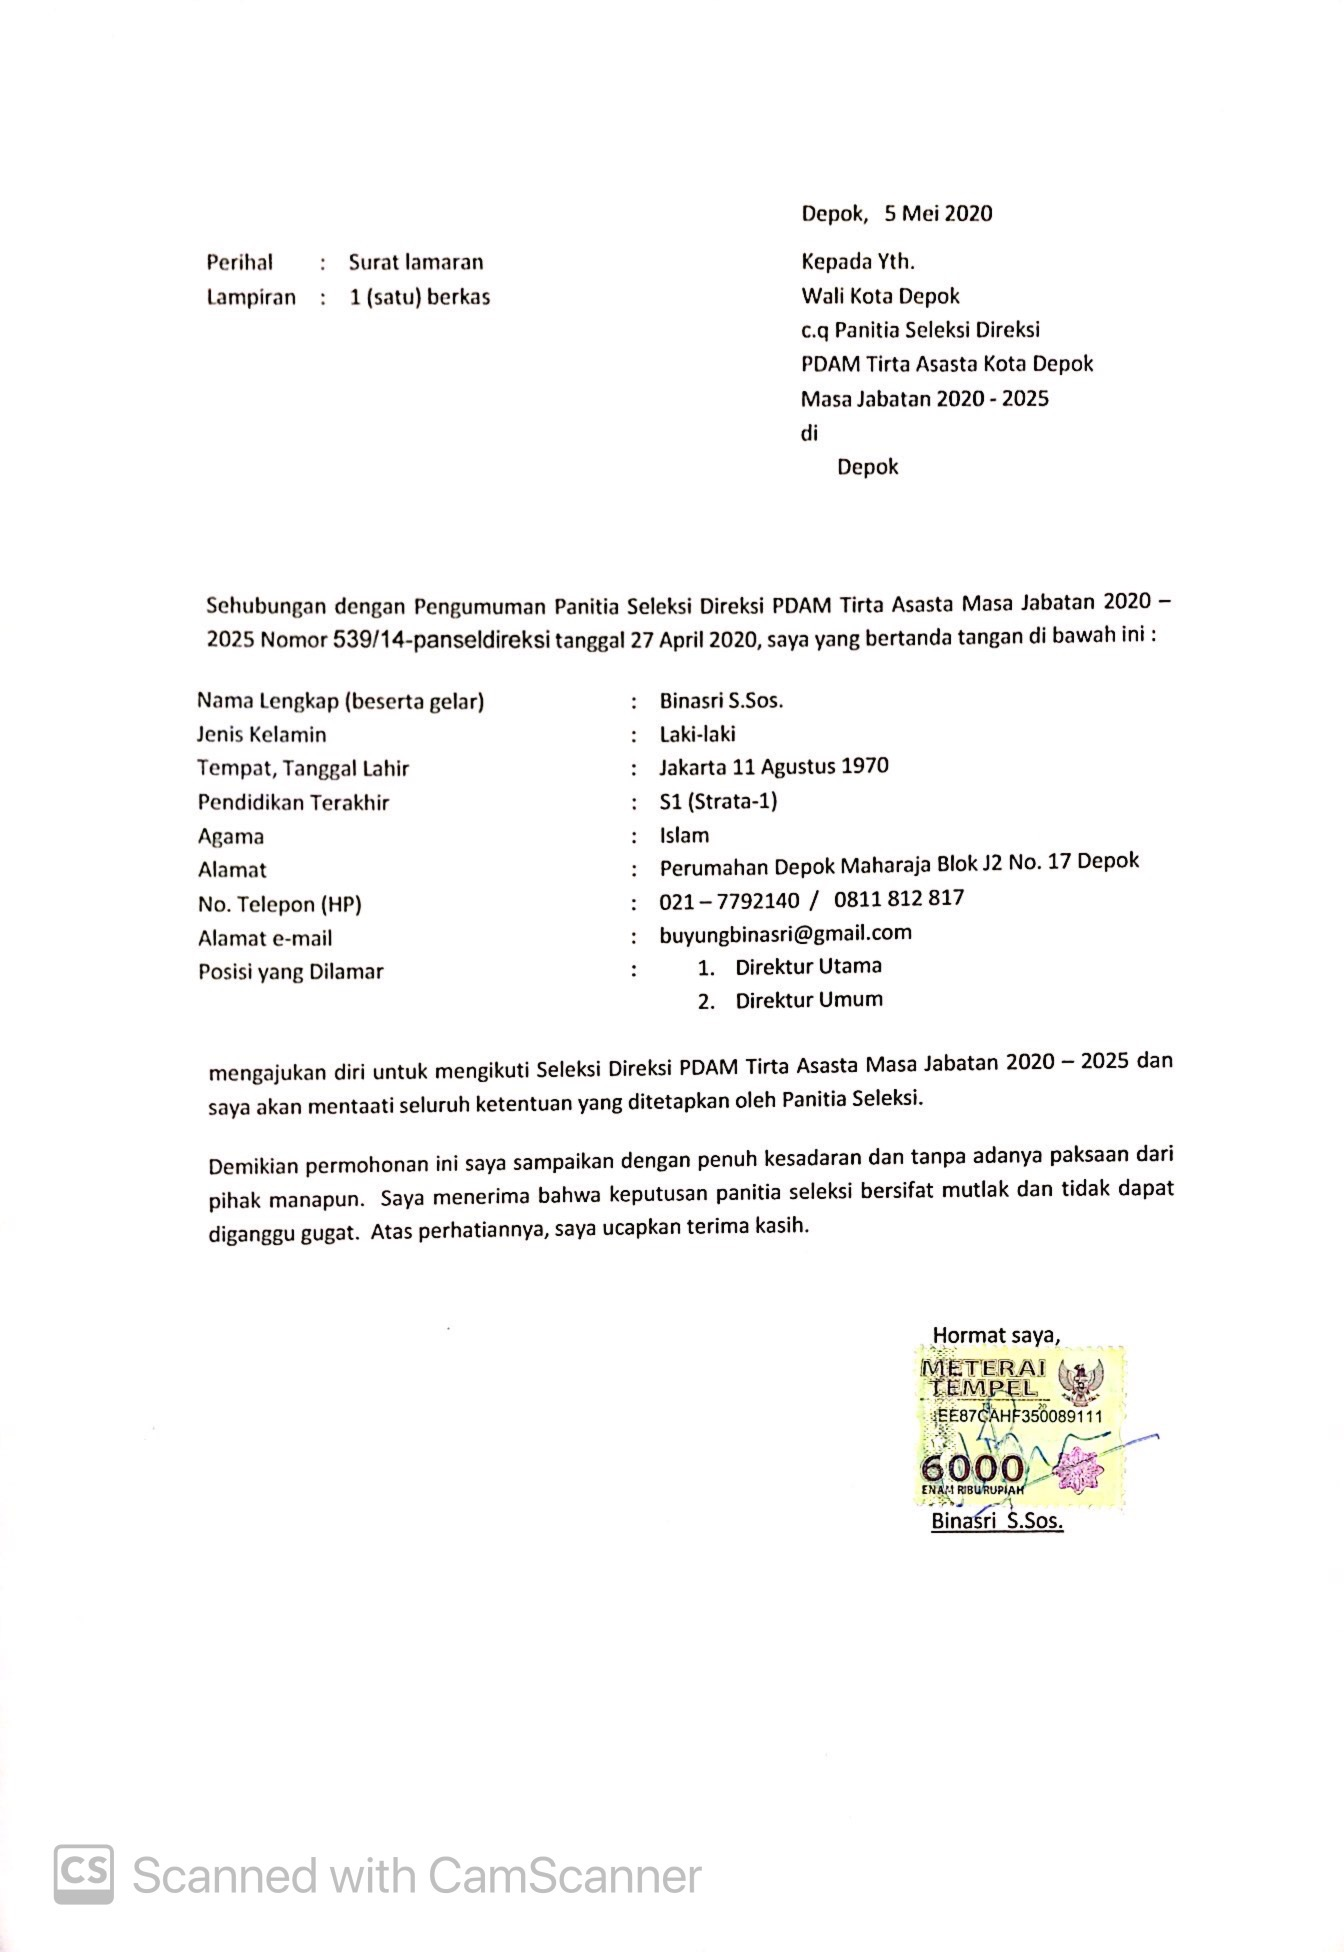 Depok, 5 Mei 2020
Perihal : Surat lamaran
Lampiran : 1 (satu) berkas
Kepada Yth.
Wali Kota Depok
c.q Panitia Seleksi Direksi
PDAM Tirta Asasta Kota Depok
Masa Jabatan 2020 - 2025
di
Depok
Sehubungan dengan Pengumuman Panitia Seleksi Direksi PDAM Tirta Asasta Masa Jabatan 2020 –
2025 Nomor 539/14-panseldireksi tanggal 27 April 2020, saya yang bertanda tangan di bawah ini :
Nama Lengkap (beserta gelar) : Binasri S.Sos.
Jenis Kelamin : Laki-laki
Tempat, Tanggal Lahir : Jakarta 11 Agustus 1970
Pendidikan Terakhir : S1 (Strata-1)
Agama : Islam
Alamat : Perumahan Depok Maharaja Blok J2 No. 17 Depok
No. Telepon (HP) : 021 – 7792140 / 0811 812 817
Alamat e-mail : buyungbinasri@gmail.com
Posisi yang Dilamar : 1. Direktur Utama
2. Direktur Umum
mengajukan diri untuk mengikuti Seleksi Direksi PDAM Tirta Asasta Masa Jabatan 2020 – 2025 dan
saya akan mentaati seluruh ketentuan yang ditetapkan oleh Panitia Seleksi.
Demikian permohonan ini saya sampaikan dengan penuh kesadaran dan tanpa adanya paksaan dari
pihak manapun. Saya menerima bahwa keputusan panitia seleksi bersifat mutlak dan tidak dapat
diganggu gugat. Atas perhatiannya, saya ucapkan terima kasih.
Hormat saya,
METERAI
TEMPEL
20
EE87CAHF350089111
6000
ENAM RIBU RUPIAH
Binasri S.Sos.
CS Scanned with CamScanner